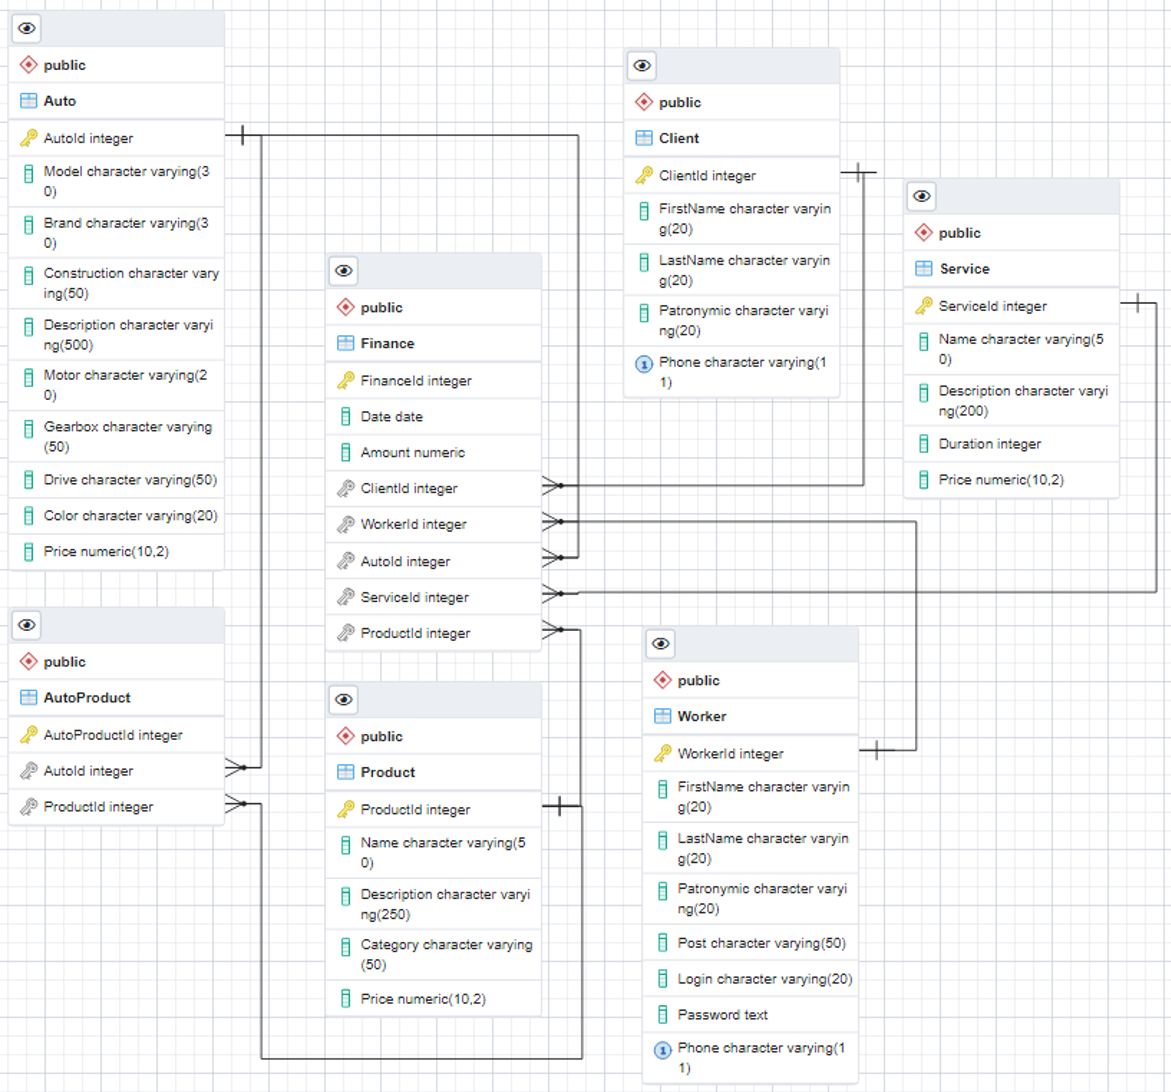 public
Auto
AutoId integer
Model character varying(3
0)
Brand character varying(3
0)
Construction character vary
ing(50)
Description character varyi
ng(500)
Motor character varying(2
0)
Gearbox character varying
(50)
Drive character varying(50)
Color character varying(20)
Price numeric(10,2)
public
AutoProduct
AutoProductId integer
AutoId integer
ProductId integer
public
Finance
FinanceId integer
Date date
Amount numeric
ClientId integer
WorkerId integer
AutoId integer
ServiceId integer
ProductId integer
public
Product
ProductId integer
Name character varying(5
0)
Description character varyi
ng(250)
Category character varying
(50)
Price numeric(10,2)
public
Client
ClientId integer
FirstName character varyin
g(20)
LastName character varyin
g(20)
Patronymic character varyi
ng(20)
1
Phone character varying(1
1)
public
Worker
WorkerId integer
FirstName character varyin
g(20)
LastName character varyin
g(20)
Patronymic character varyi
ng(20)
Post character varying(50)
Login character varying(20)
Password text
1
Phone character varying(1
1)
public
Service
ServiceId integer
Name character varying(5
0)
Description character varyi
ng(200)
Duration integer
Price numeric(10,2)